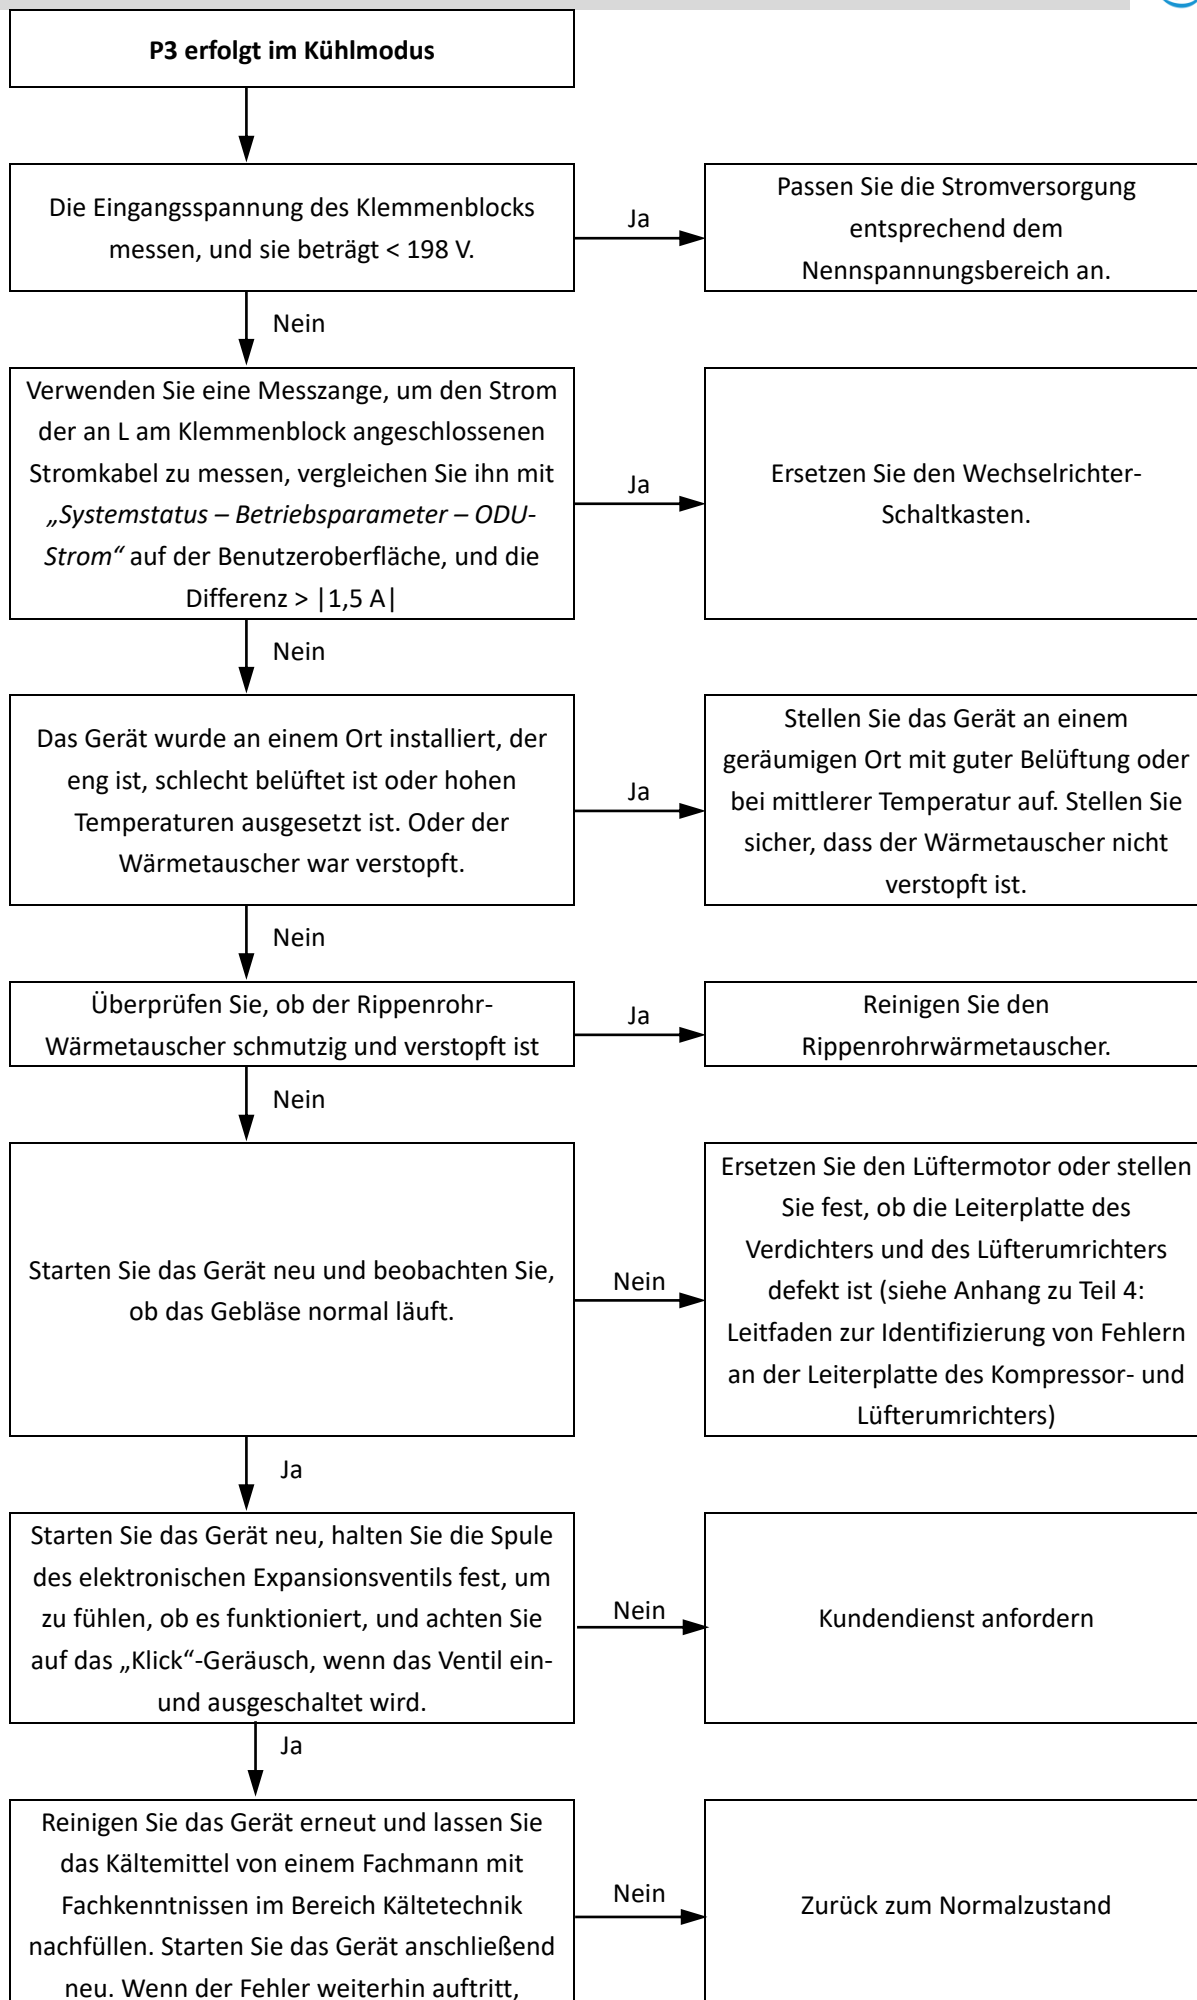 P3 erfolgt im Kühlmodus
Die Eingangsspannung des Klemmenblocks
messen, und sie beträgt < 198 V.
Ja
Passen Sie die Stromversorgung
entsprechend dem
Nennspannungsbereich an.
Nein
Verwenden Sie eine Messzange, um den Strom
der an L am Klemmenblock angeschlossenen
Stromkabel zu messen, vergleichen Sie ihn mit
„Systemstatus – Betriebsparameter – ODU-
Strom“ auf der Benutzeroberfläche, und die
Differenz > |1,5 A|
Ja
Ersetzen Sie den Wechselrichter-
Schaltkasten.
Nein
Das Gerät wurde an einem Ort installiert, der
eng ist, schlecht belüftet ist oder hohen
Temperaturen ausgesetzt ist. Oder der
Wärmetauscher war verstopft.
Ja
Stellen Sie das Gerät an einem
geräumigen Ort mit guter Belüftung oder
bei mittlerer Temperatur auf. Stellen Sie
sicher, dass der Wärmetauscher nicht
verstopft ist.
Nein
Überprüfen Sie, ob der Rippenrohr-
Wärmetauscher schmutzig und verstopft ist
Ja
Reinigen Sie den
Rippenrohrwärmetauscher.
Nein
Starten Sie das Gerät neu und beobachten Sie,
ob das Gebläse normal läuft.
Nein
Ersetzen Sie den Lüftermotor oder stellen
Sie fest, ob die Leiterplatte des
Verdichters und des Lüfterumrichters
defekt ist (siehe Anhang zu Teil 4:
Leitfaden zur Identifizierung von Fehlern
an der Leiterplatte des Kompressor- und
Lüfterumrichters)
Ja
Starten Sie das Gerät neu, halten Sie die Spule
des elektronischen Expansionsventils fest, um
zu fühlen, ob es funktioniert, und achten Sie
auf das „Klick“-Geräusch, wenn das Ventil ein-
und ausgeschaltet wird.
Nein
Kundendienst anfordern
Ja
Reinigen Sie das Gerät erneut und lassen Sie
das Kältemittel von einem Fachmann mit
Fachkenntnissen im Bereich Kältetechnik
nachfüllen. Starten Sie das Gerät anschließend
neu. Wenn der Fehler weiterhin auftritt,
Nein
Zurück zum Normalzustand